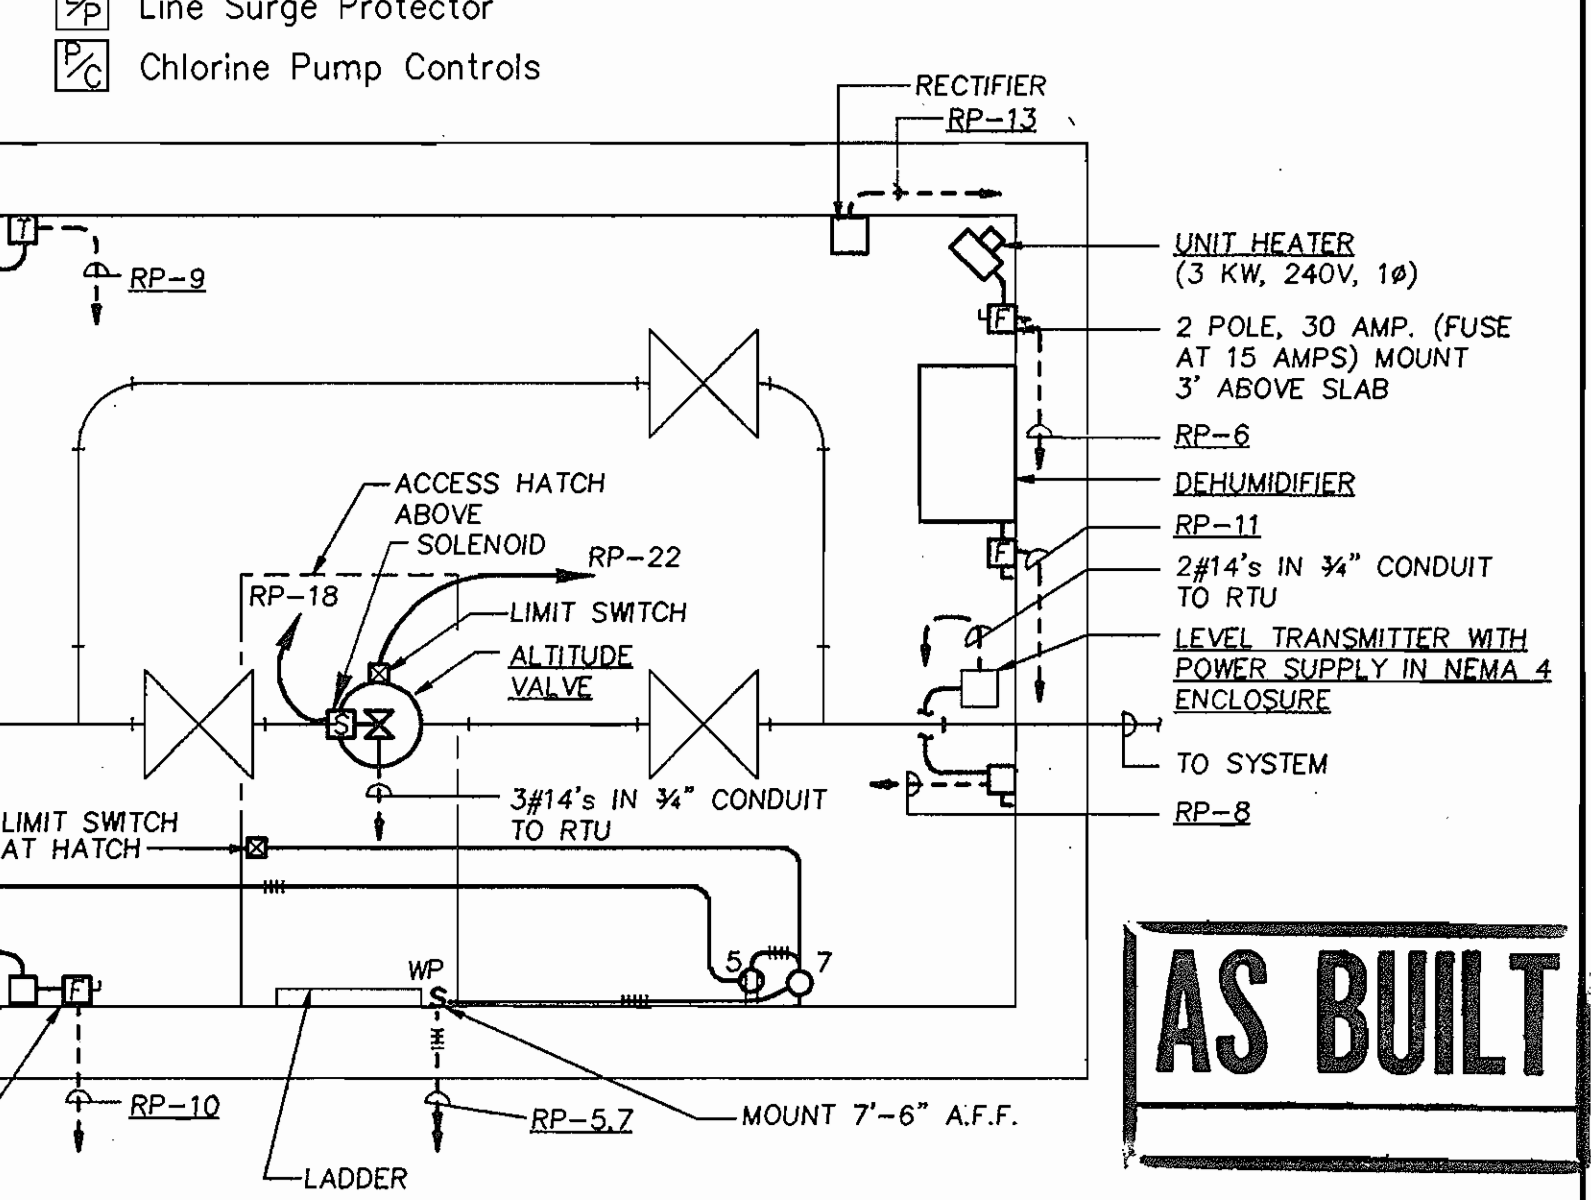 S/P Line Surge Protector
P/C Chlorine Pump Controls
RECTIFIER
RP-13
T
RP-9
UNIT HEATER
(3 KW, 240V, 1ø)
F
2 POLE, 30 AMP. (FUSE
AT 15 AMPS) MOUNT
3' ABOVE SLAB
RP-6
ACCESS HATCH
ABOVE
DEHUMIDIFIER
SOLENOID
RP-22
RP-11
F
2#14's IN ¾" CONDUIT
TO RTU
RP-18
LIMIT SWITCH
ALTITUDE
VALVE
LEVEL TRANSMITTER WITH
POWER SUPPLY IN NEMA 4
ENCLOSURE
S
TO SYSTEM
3#14's IN ¾" CONDUIT
TO RTU
RP-8
LIMIT SWITCH
AT HATCH
WP
5
7
F
S
AS BUILT
RP-10
RP-5,7
MOUNT 7'-6" A.F.F.
LADDER